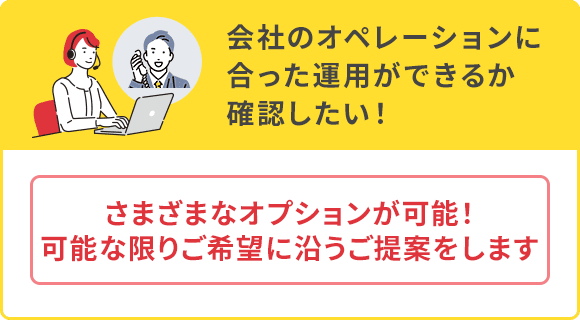 会社のオペレーションに
合った運用ができるか
確認したい！
さまざまなオプションが可能！
可能な限りご希望に沿うご提案をします